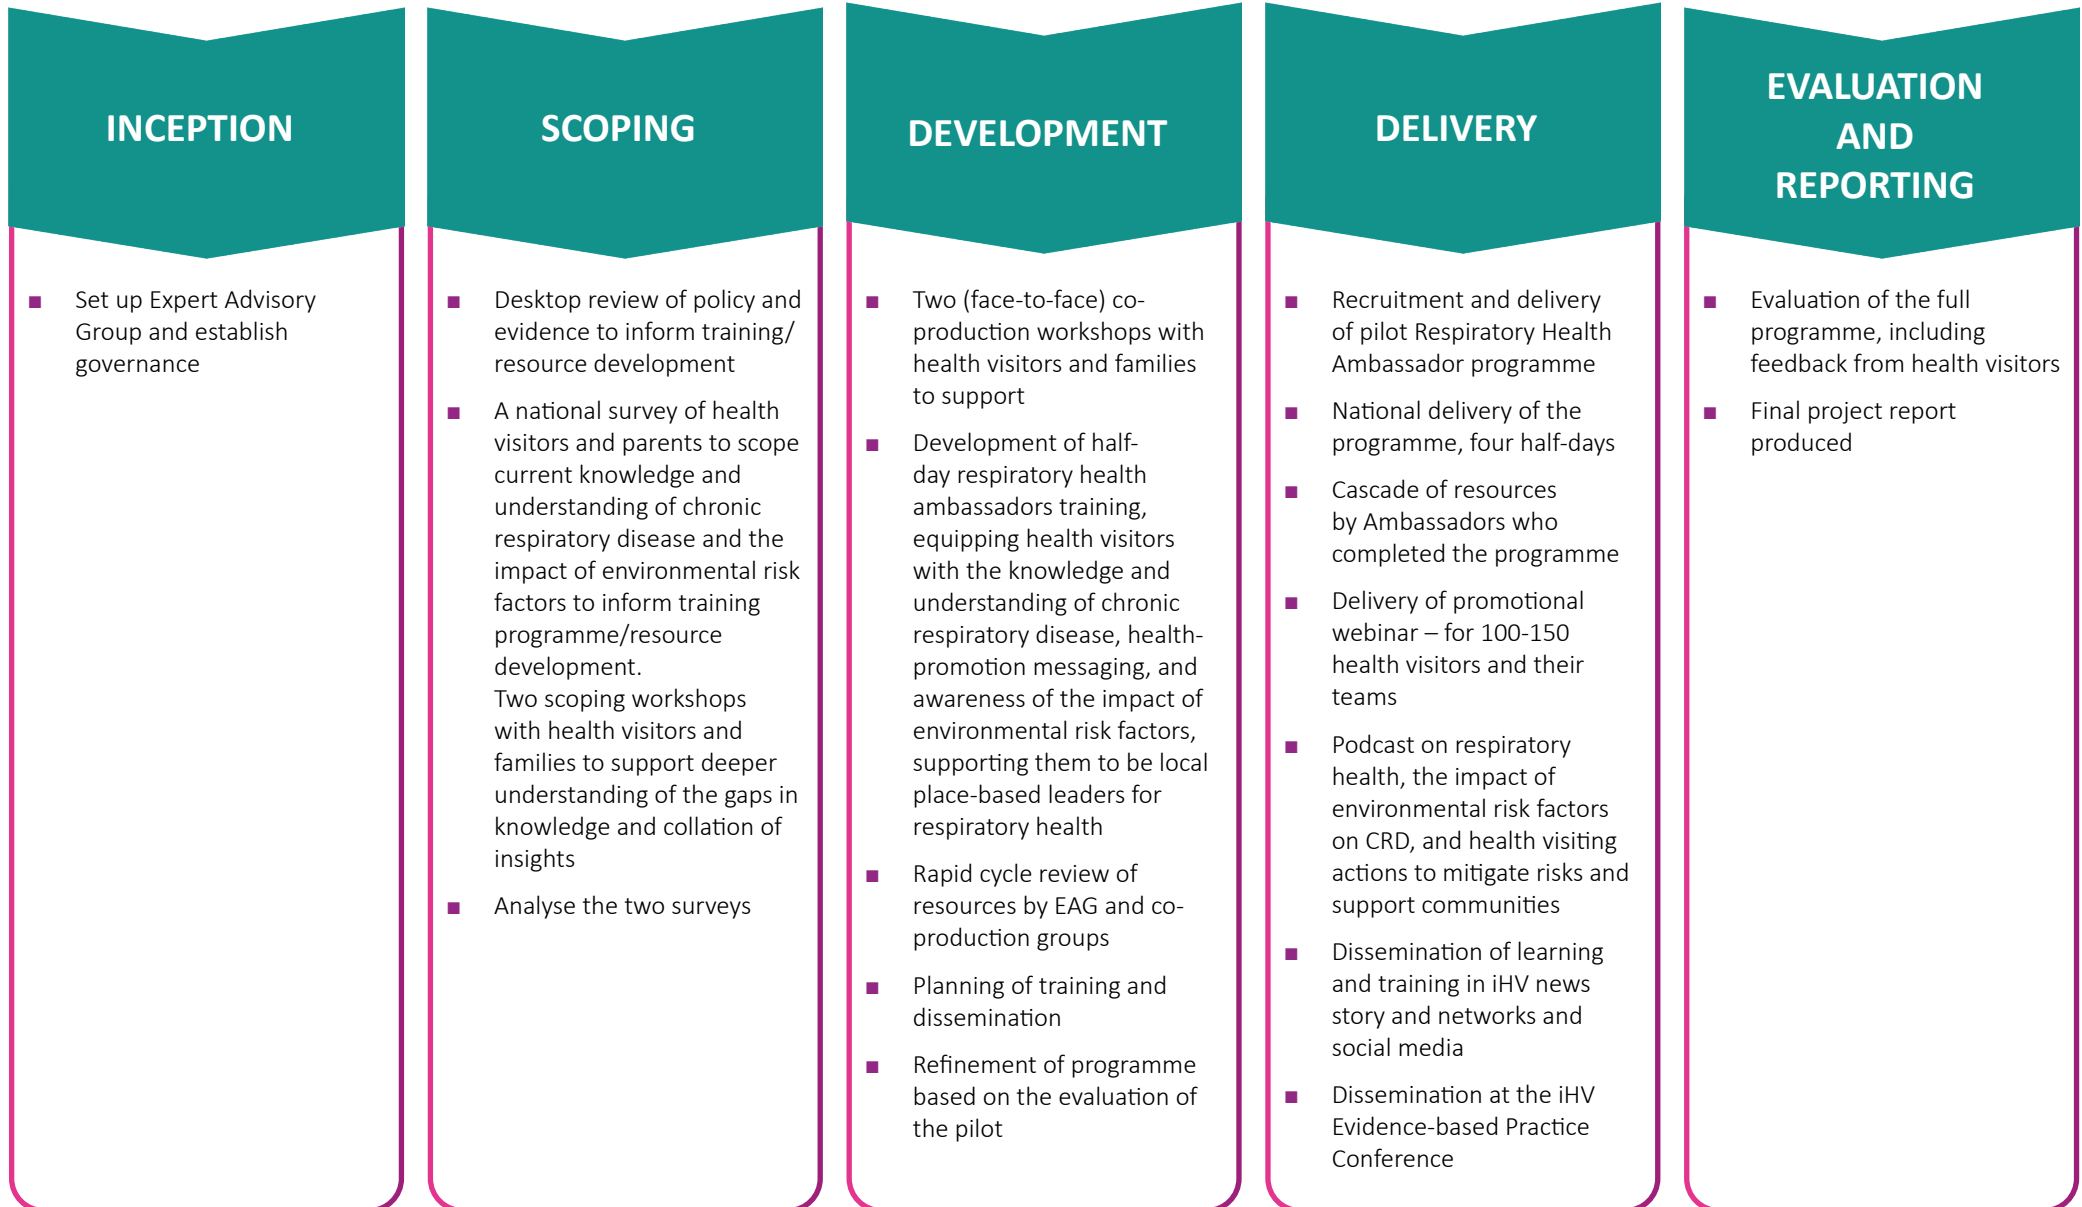 INCEPTION
Set up Expert Advisory
Group and establish
governance
SCOPING
Desktop review of policy and
evidence to inform training/
resource development
A national survey of health
visitors and parents to scope
current knowledge and
understanding of chronic
respiratory disease and the
impact of environmental risk
factors to inform training
programme/resource
development.
Two scoping workshops
with health visitors and
families to support deeper
understanding of the gaps in
knowledge and collation of
insights
Analyse the two surveys
DEVELOPMENT
Two (face-to-face) co-
production workshops with
health visitors and families
to support
Development of half-
day respiratory health
ambassadors training,
equipping health visitors
with the knowledge and
understanding of chronic
respiratory disease, health-
promotion messaging, and
awareness of the impact of
environmental risk factors,
supporting them to be local
place-based leaders for
respiratory health
Rapid cycle review of
resources by EAG and co-
production groups
Planning of training and
dissemination
Refinement of programme
based on the evaluation of
the pilot
DELIVERY
Recruitment and delivery
of pilot Respiratory Health
Ambassador programme
National delivery of the
programme, four half-days
Cascade of resources
by Ambassadors who
completed the programme
Delivery of promotional
webinar – for 100-150
health visitors and their
teams
Podcast on respiratory
health, the impact of
environmental risk factors
on CRD, and health visiting
actions to mitigate risks and
support communities
Dissemination of learning
and training in iHV news
story and networks and
social media
Dissemination at the iHV
Evidence-based Practice
Conference
EVALUATION
AND
REPORTING
Evaluation of the full
programme, including
feedback from health visitors
Final project report
produced